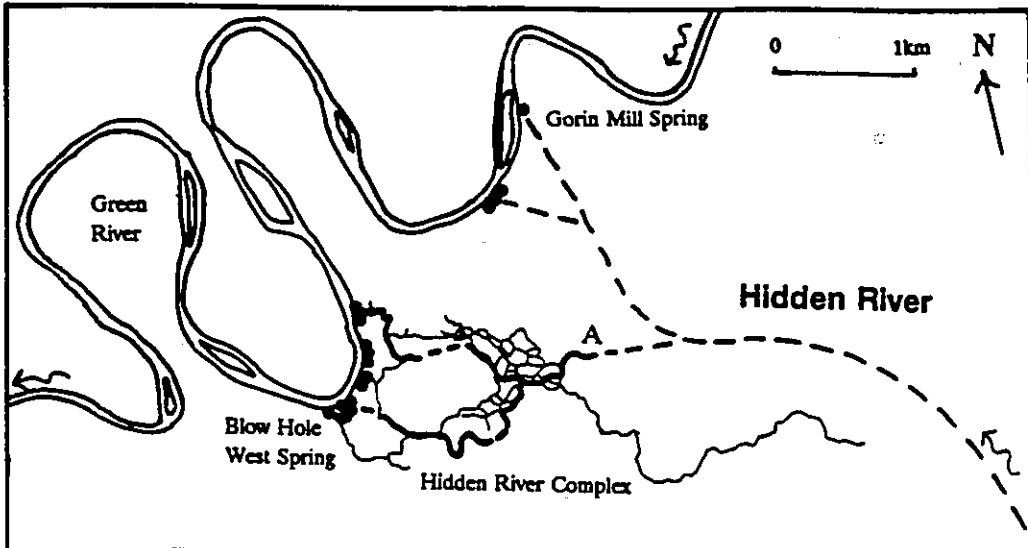 0 1km N
Gorin Mill Spring
Green
River
Hidden River
A
Blow Hole
West Spring
Hidden River Complex